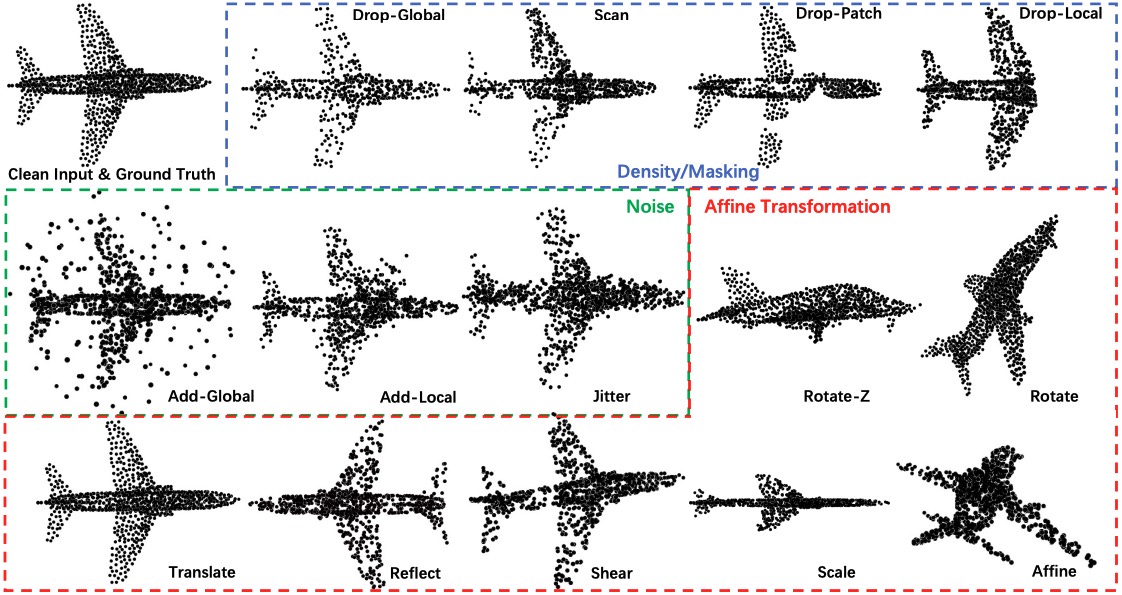 Drop-Global
Scan
Drop-Patch
Drop-Local
Clean Input & Ground Truth
Density/Masking
Noise
Affine Transformation
Add-Global
Add-Local
Jitter
Rotate-Z
Rotate
Translate
Reflect
Shear
Scale
Affine